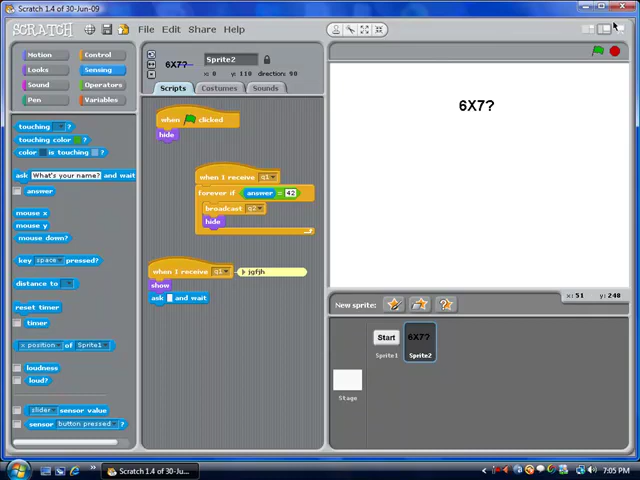 Scratch 1.4 of 30-Jun-09
SCRATCH File Edit Share Help
Motion Control
Looks Sensing
Sound Operators
Pen Variables
touching ?
touching color ?
color is touching ?
ask What's your name? and wait
answer
mouse x
mouse y
mouse down?
key space pressed?
distance to
reset timer
timer
x position of Sprite1
loudness
loud?
slider sensor value
sensor button pressed ?
6X7?
Sprite2
x: 0 y: 110 direction: 90
Scripts Costumes Sounds
when clicked
hide
when I receive q1
forever if answer = 42
broadcast q2
hide
when I receive q1
jgfjh
show
ask and wait
6X7?
x: 51 y: 248
New sprite:
Start
Sprite1
6X7?
Sprite2
Stage
Scratch 1.4 of 30-Ju...
7:05 PM